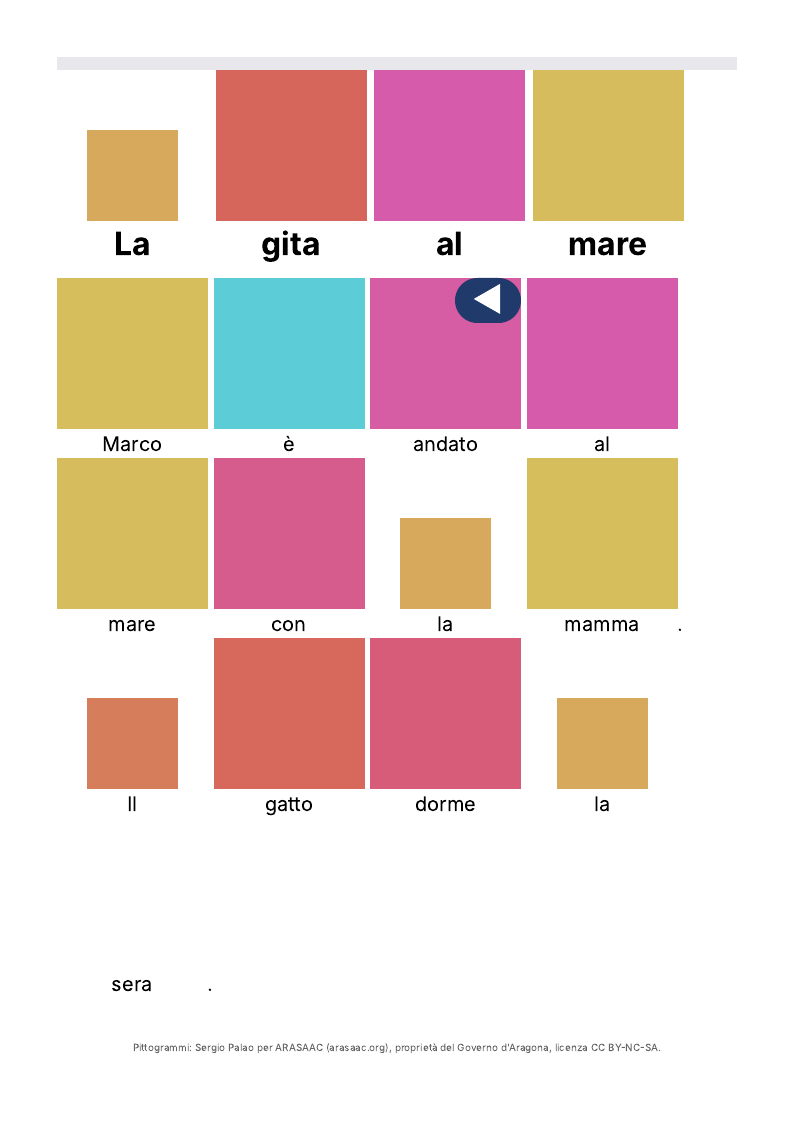 La gita al mare
Marco è andato al
mare con la mamma .
Il gatto dorme la
sera .
Pittogrammi: Sergio Palao per ARASAAC (arasaac.org), proprietà del Governo d'Aragona, licenza CC BY-NC-SA.